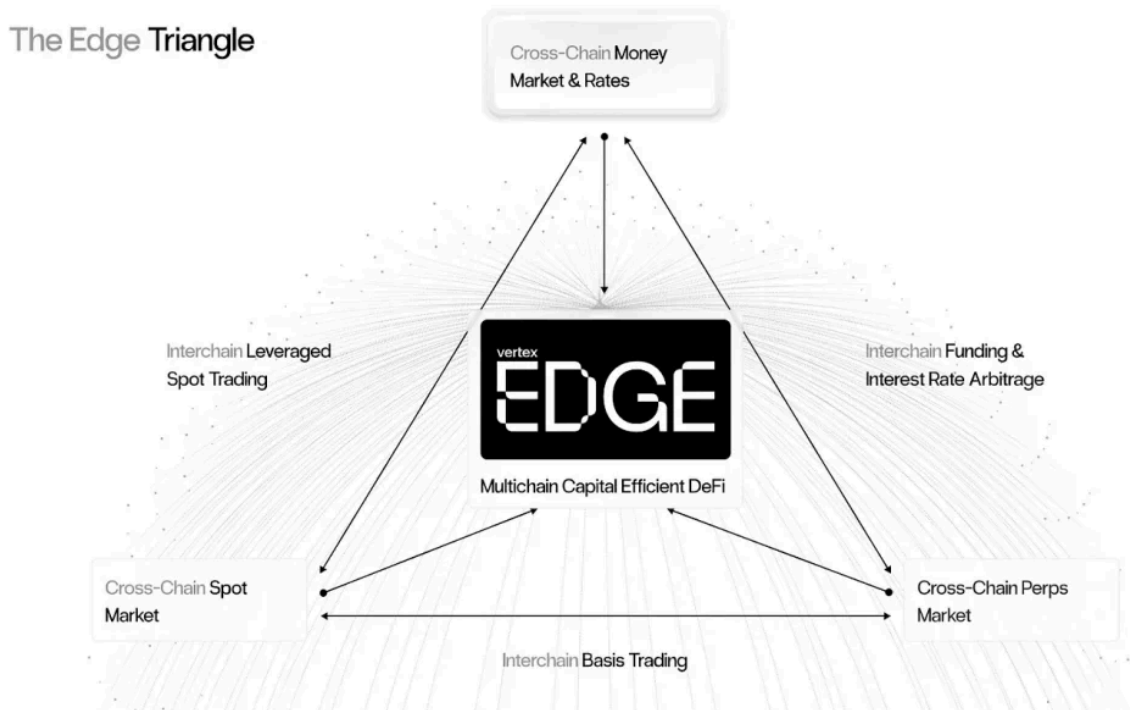 The Edge Triangle
Cross-Chain Money
Market & Rates
Interchain Leveraged
Spot Trading
Interchain Funding &
Interest Rate Arbitrage
vertex
EDGE
Multichain Capital Efficient DeFi
Cross-Chain Spot
Market
Cross-Chain Perps
Market
Interchain Basis Trading